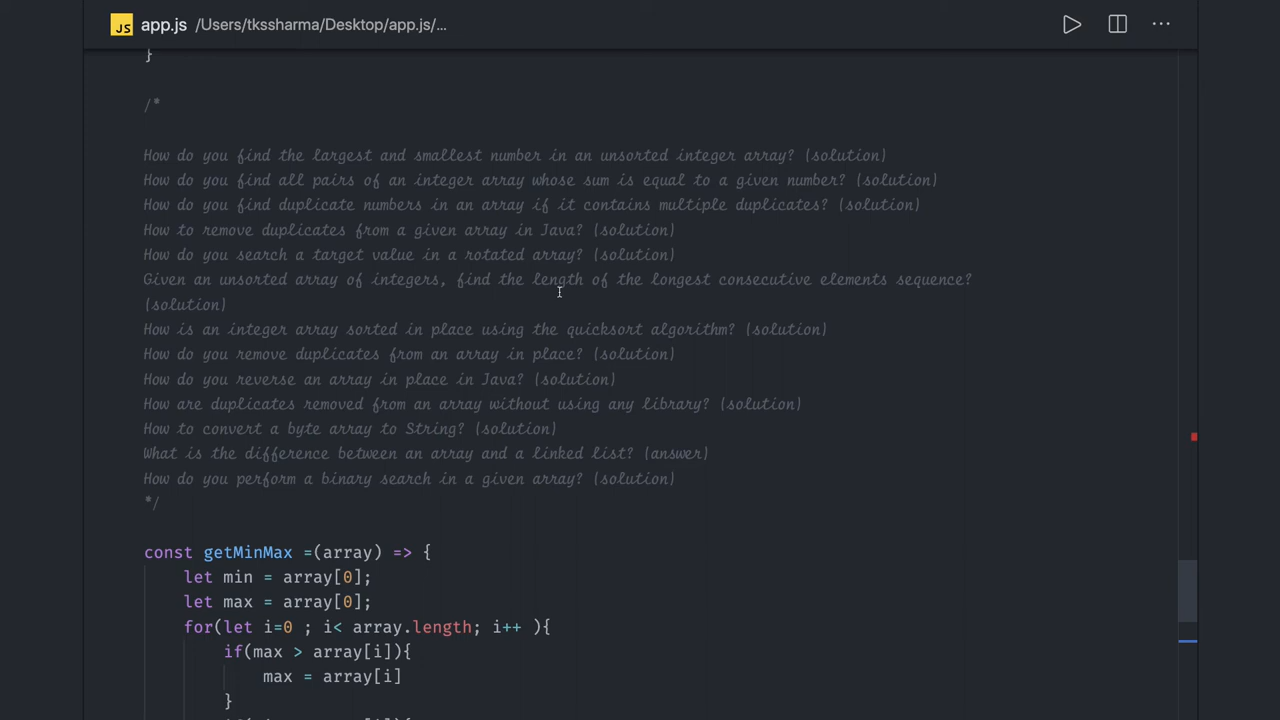 JS app.js /Users/tkssharma/Desktop/app.js/...
}
/*
How do you find the largest and smallest number in an unsorted integer array? (solution)
How do you find all pairs of an integer array whose sum is equal to a given number? (solution)
How do you find duplicate numbers in an array if it contains multiple duplicates? (solution)
How to remove duplicates from a given array in Java? (solution)
How do you search a target value in a rotated array? (solution)
Given an unsorted array of integers, find the length of the longest consecutive elements sequence?
(solution)
How is an integer array sorted in place using the quicksort algorithm? (solution)
How do you remove duplicates from an array in place? (solution)
How do you reverse an array in place in Java? (solution)
How are duplicates removed from an array without using any library? (solution)
How to convert a byte array to String? (solution)
What is the difference between an array and a linked list? (answer)
How do you perform a binary search in a given array? (solution)
*/
const getMinMax =(array) => {
let min = array[0];
let max = array[0];
for(let i=0 ; i< array.length; i++ ){
if(max > array[i]){
max = array[i]
}